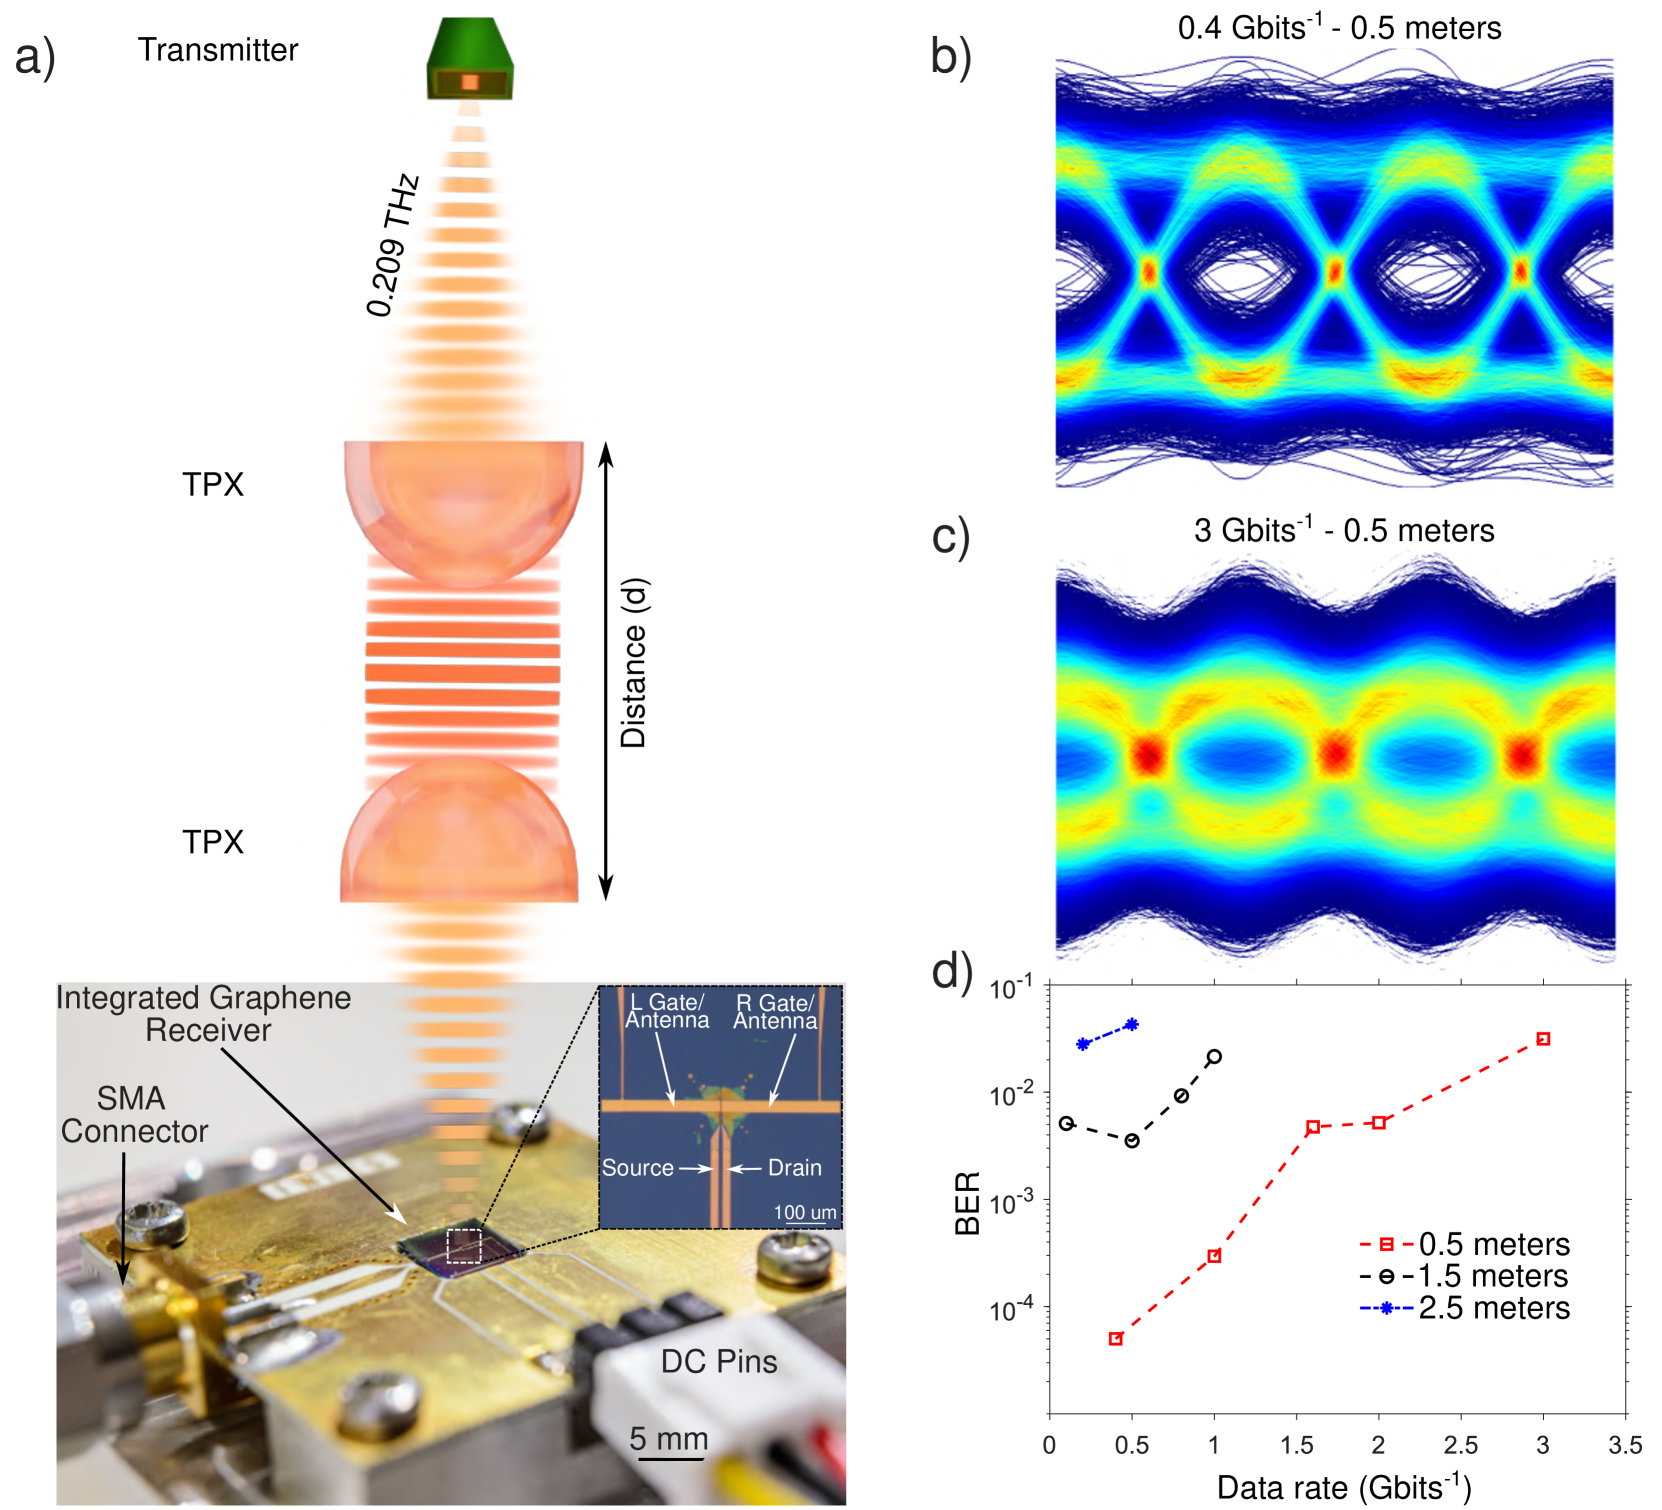 a)
Transmitter
0.209 THz
TPX
Distance (d)
TPX
Integrated Graphene
Receiver
SMA
Connector
L Gate/
Antenna
R Gate/
Antenna
Source
Drain
100 um
DC Pins
5 mm
b)
0.4 Gbits-1 - 0.5 meters
c)
3 Gbits-1 - 0.5 meters
d)
10-1
10-2
10-3
10-4
BER
0.5 meters
1.5 meters
2.5 meters
0 0.5 1 1.5 2 2.5 3 3.5
Data rate (Gbits-1)